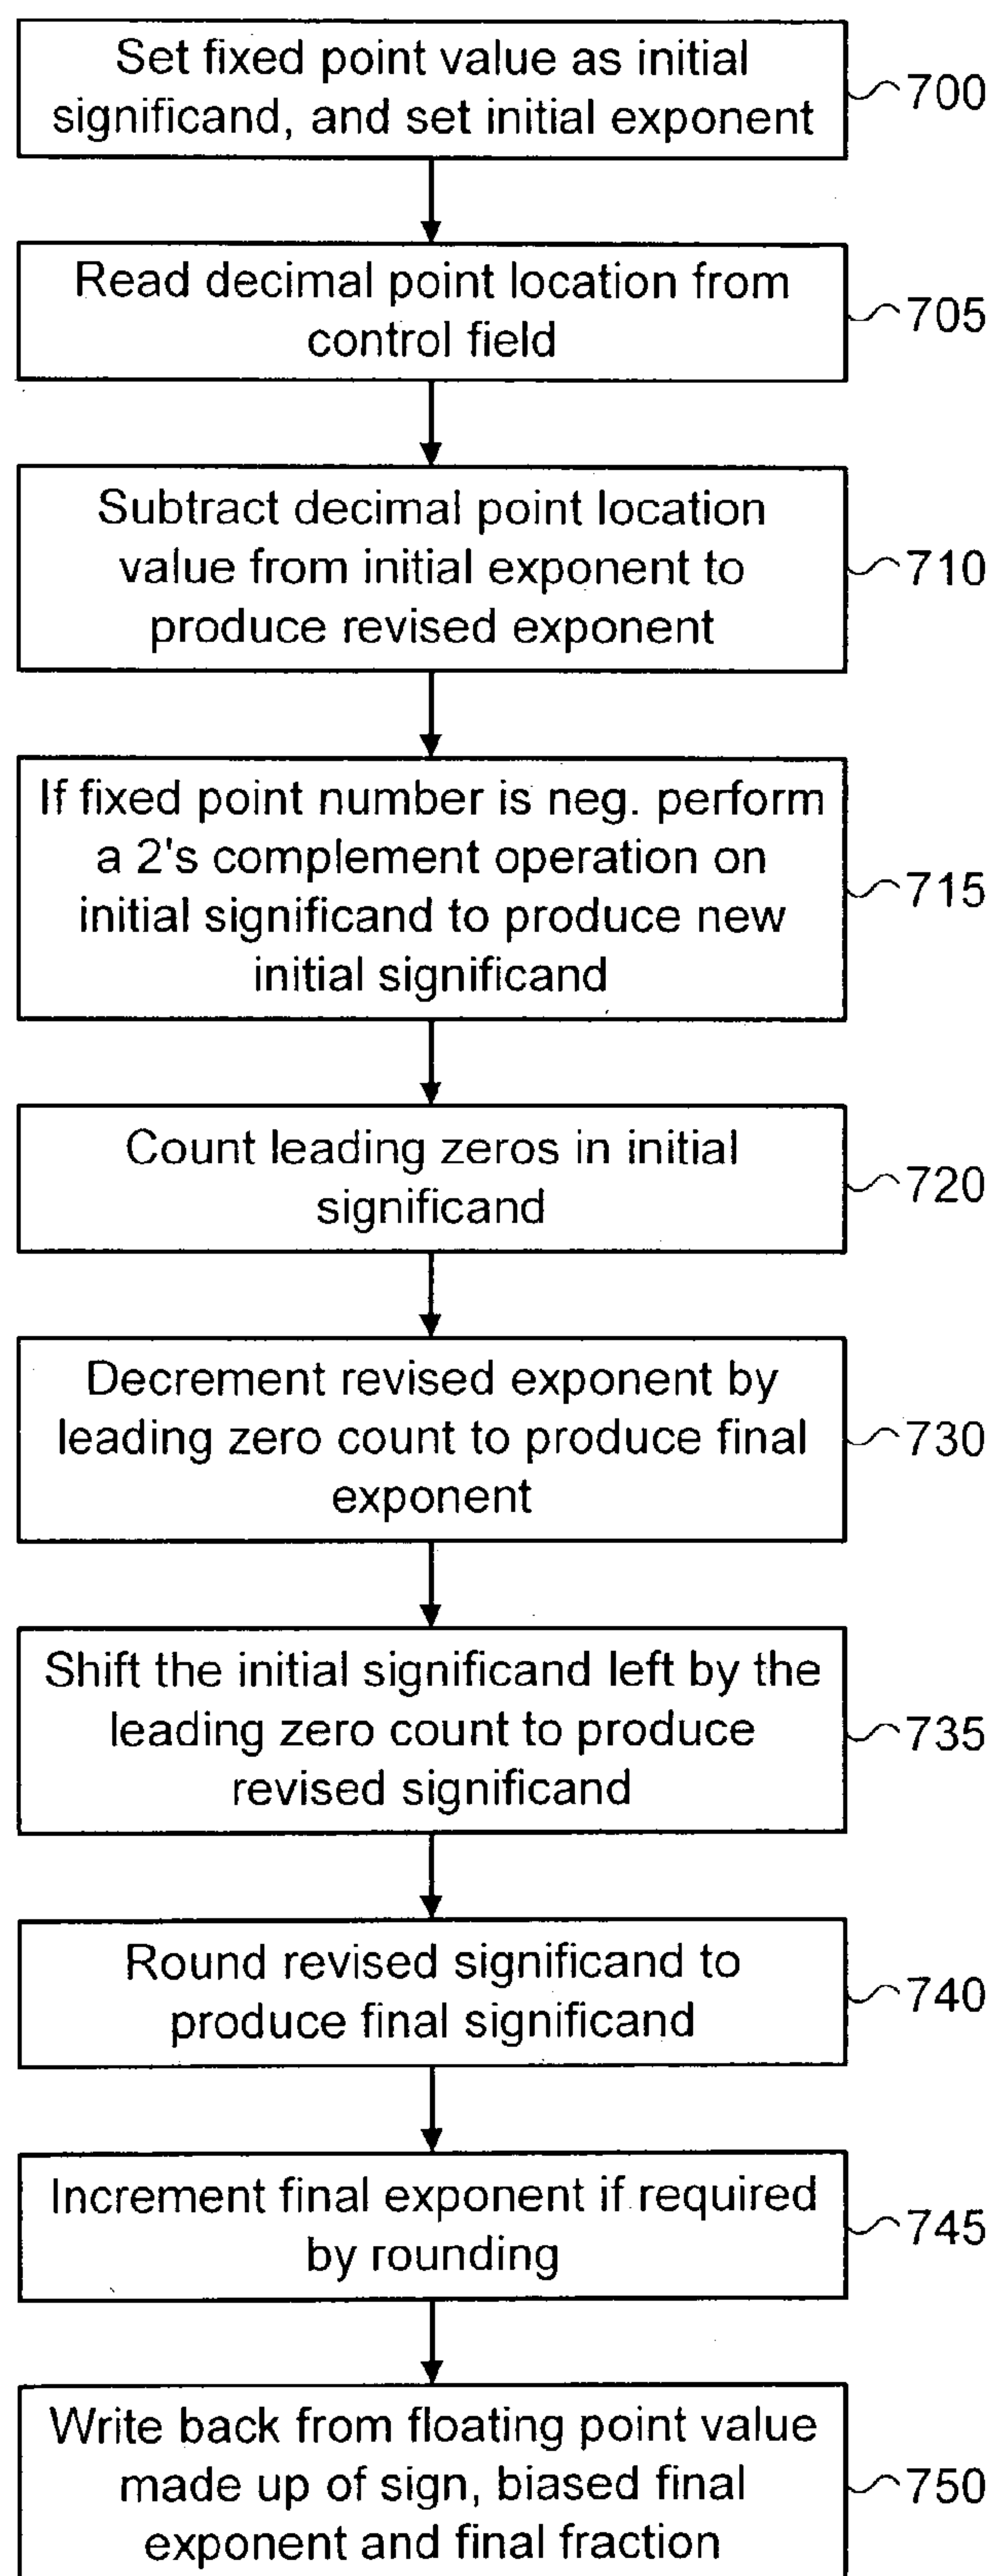 Set fixed point value as initial
significand, and set initial exponent
700
Read decimal point location from
control field
705
Subtract decimal point location
value from initial exponent to
produce revised exponent
710
If fixed point number is neg. perform
a 2's complement operation on
initial significand to produce new
initial significand
715
Count leading zeros in initial
significand
720
Decrement revised exponent by
leading zero count to produce final
exponent
730
Shift the initial significand left by the
leading zero count to produce
revised significand
735
Round revised significand to
produce final significand
740
Increment final exponent if required
by rounding
745
Write back from floating point value
made up of sign, biased final
exponent and final fraction
750